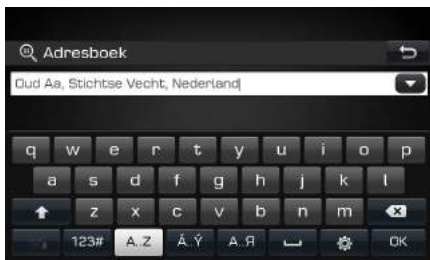 Adresboek
Oud Aa, Stichtse Vecht, Nederland
q w e r t y u i o p
a s d f g h j k l
z x c v b n m
123# A..Z Á..Ý A..Я OK